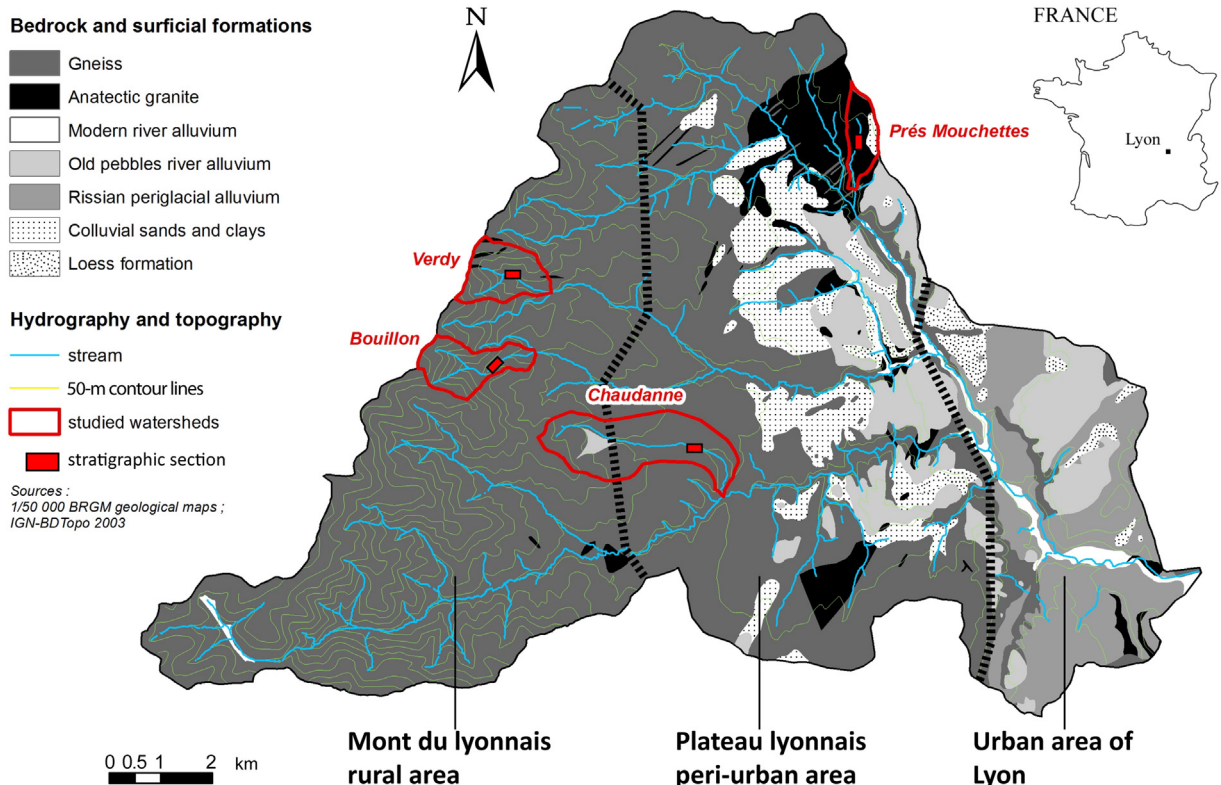 Bedrock and surficial formations
Gneiss
Anatectic granite
Modern river alluvium
Old pebbles river alluvium
Rissian periglacial alluvium
Colluvial sands and clays
Loess formation
Hydrography and topography
stream
50-m contour lines
studied watersheds
stratigraphic section
Sources :
1/50 000 BRGM geological maps ;
IGN-BDTopo 2003
N
FRANCE
Lyon
Prés Mouchettes
Verdy
Bouillon
Chaudanne
Mont du lyonnais
rural area
Plateau lyonnais
peri-urban area
Urban area of
Lyon
0 0.5 1 2 km